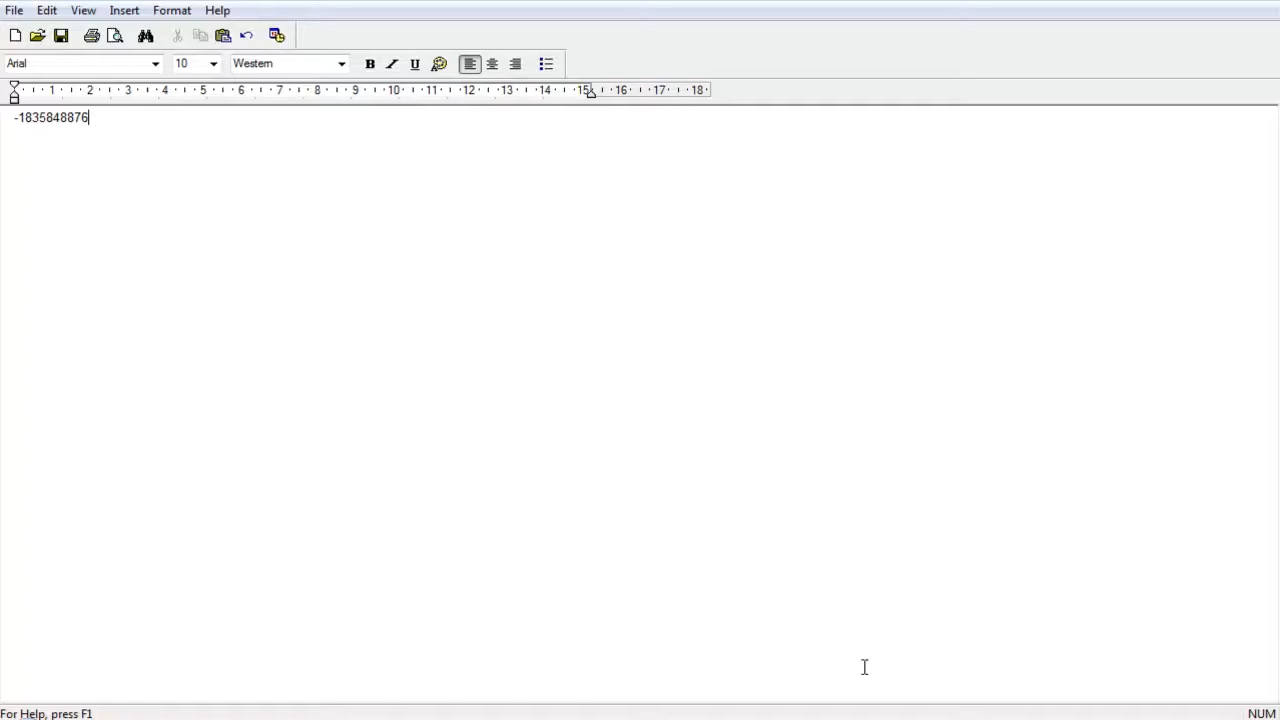 File Edit View Insert Format Help
Arial 10 Western B I U
1 2 3 4 5 6 7 8 9 10 11 12 13 14 15 16 17 18
-1835848876
For Help, press F1 NUM